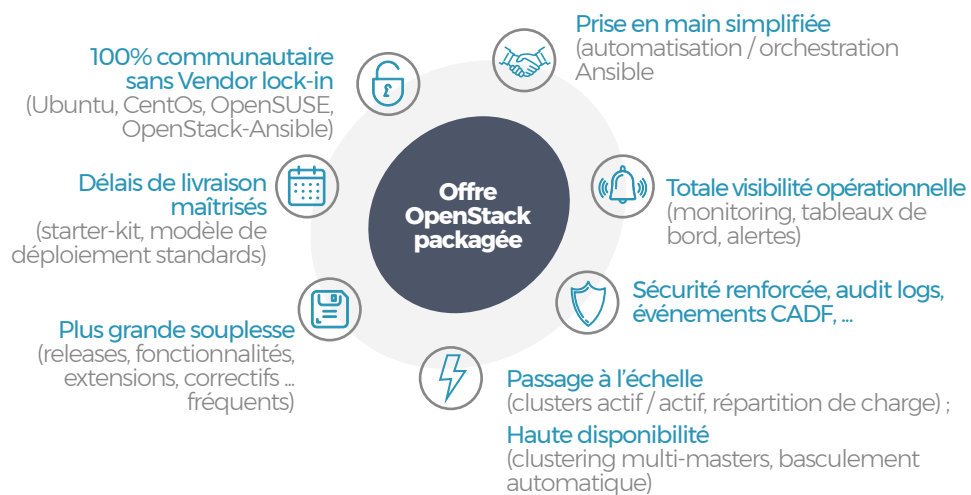 Offre
OpenStack
packagée
Prise en main simplifiée
(automatisation / orchestration
Ansible
Totale visibilité opérationnelle
(monitoring, tableaux de
bord, alertes)
Sécurité renforcée, audit logs,
événements CADF, ...
Passage à l’échelle
(clusters actif / actif, répartition de charge) ;
Haute disponibilité
(clustering multi-masters, basculement
automatique)
Plus grande souplesse
(releases, fonctionnalités,
extensions, correctifs ...
fréquents)
Délais de livraison
maîtrisés
(starter-kit, modèle de
déploiement standards)
100% communautaire
sans Vendor lock-in
(Ubuntu, CentOs, OpenSUSE,
OpenStack-Ansible)